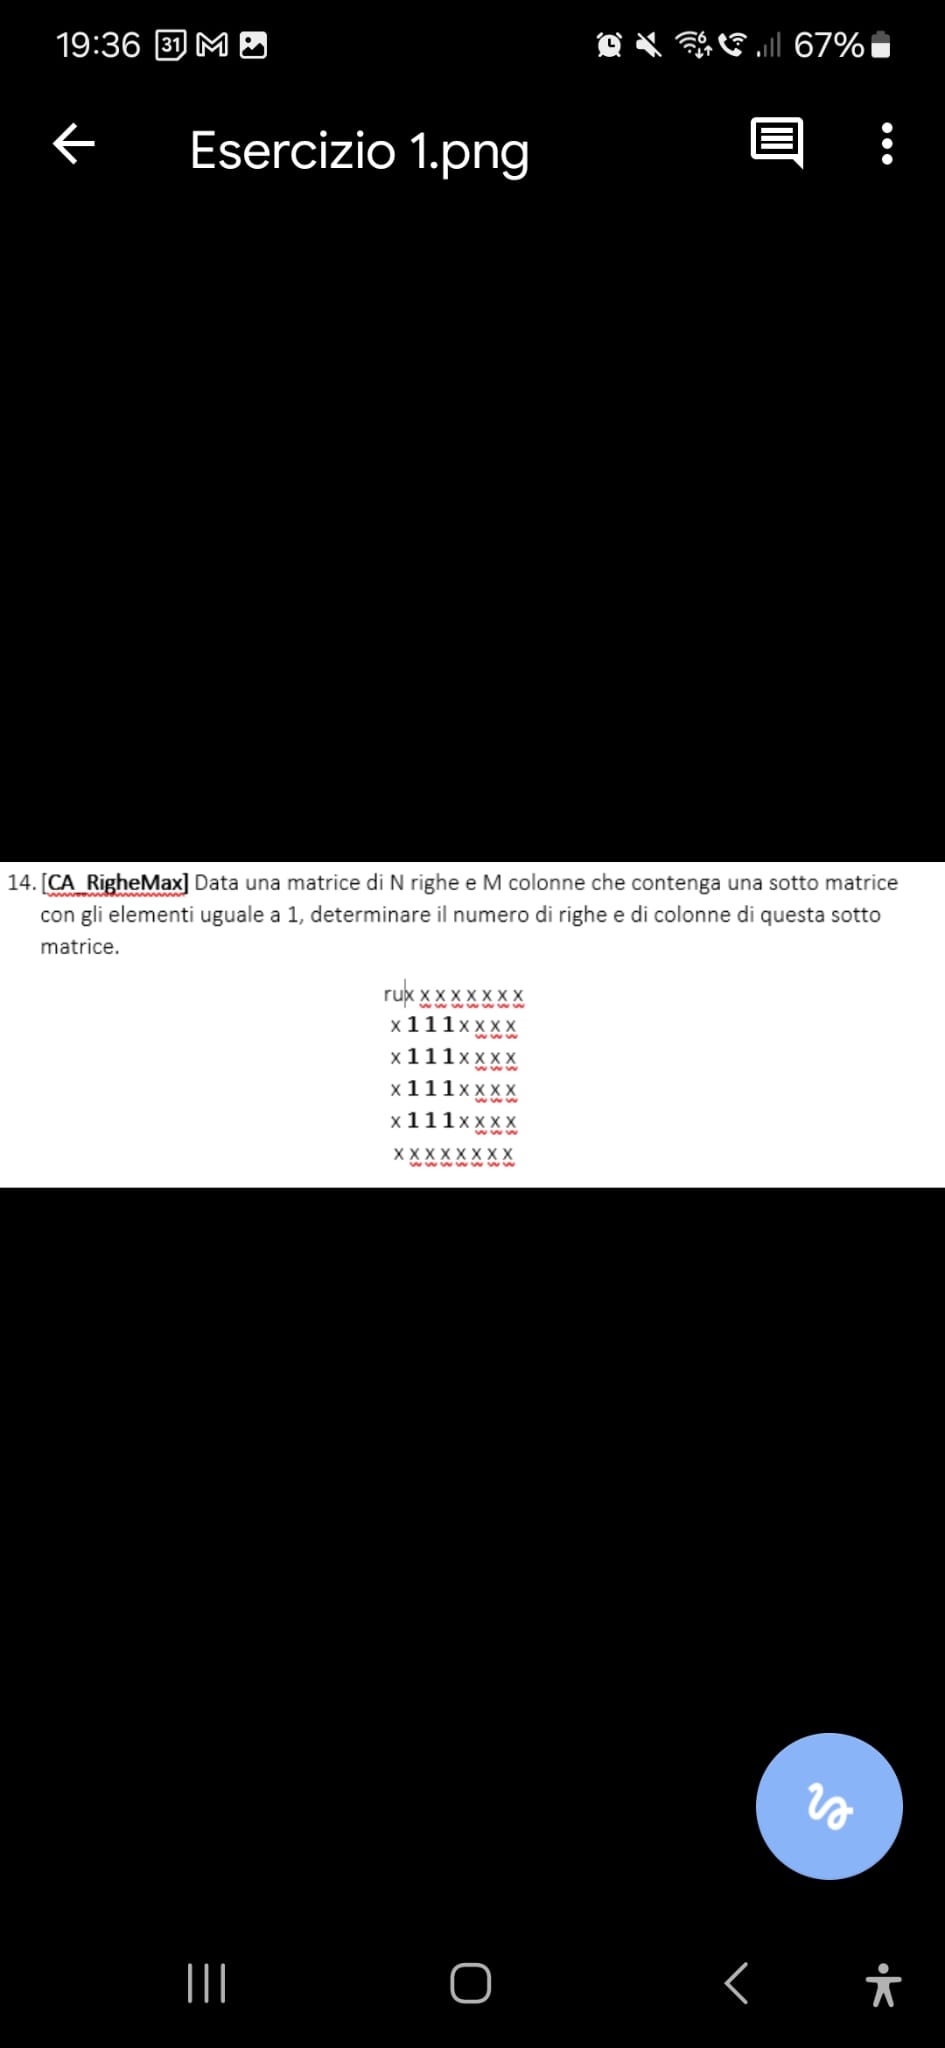 19:36 31 67%
Esercizio 1.png
14. [CA_RigheMax] Data una matrice di N righe e M colonne che contenga una sotto matrice
con gli elementi uguale a 1, determinare il numero di righe e di colonne di questa sotto
matrice.
rux x x x x x x x
x 1 1 1 x x x x
x 1 1 1 x x x x
x 1 1 1 x x x x
x 1 1 1 x x x x
x x x x x x x x